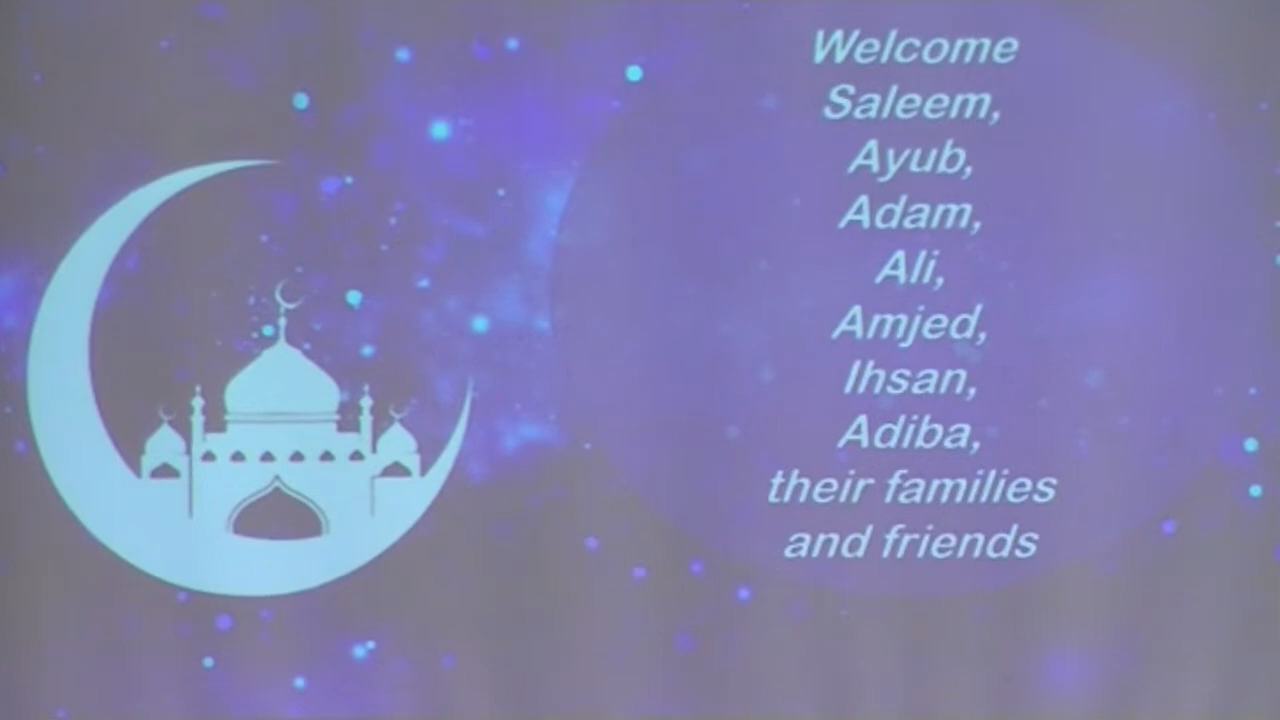 Welcome
Saleem,
Ayub,
Adam,
Ali,
Amjed,
Ihsan,
Adiba,
their families
and friends